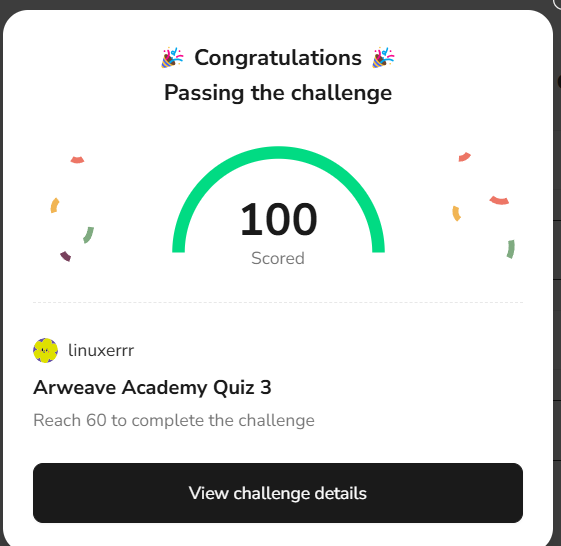 🎉 Congratulations 🎉
Passing the challenge
100
Scored
linuxerrr
Arweave Academy Quiz 3
Reach 60 to complete the challenge
View challenge details